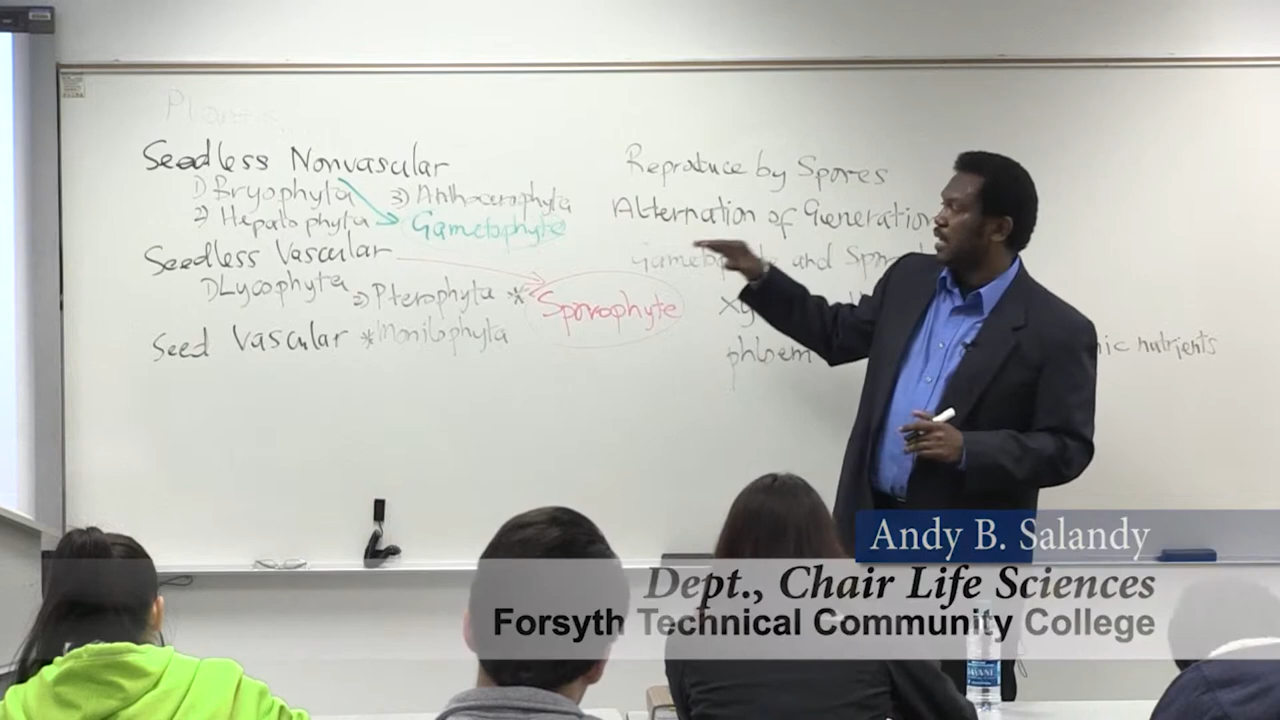 Seedless Nonvascular
1) Bryophyta 3) Anthocerophyta
2) Hepatophyta Gametophyte
Seedless Vascular
1) Lycophyta 2) Pterophyta * Sporophyte
Seed Vascular * Monilophyta
Reproduce by Spores
Alternation of Generation
and
phloem nutrients
Andy B. Salandy
Dept., Chair Life Sciences
Forsyth Technical Community College